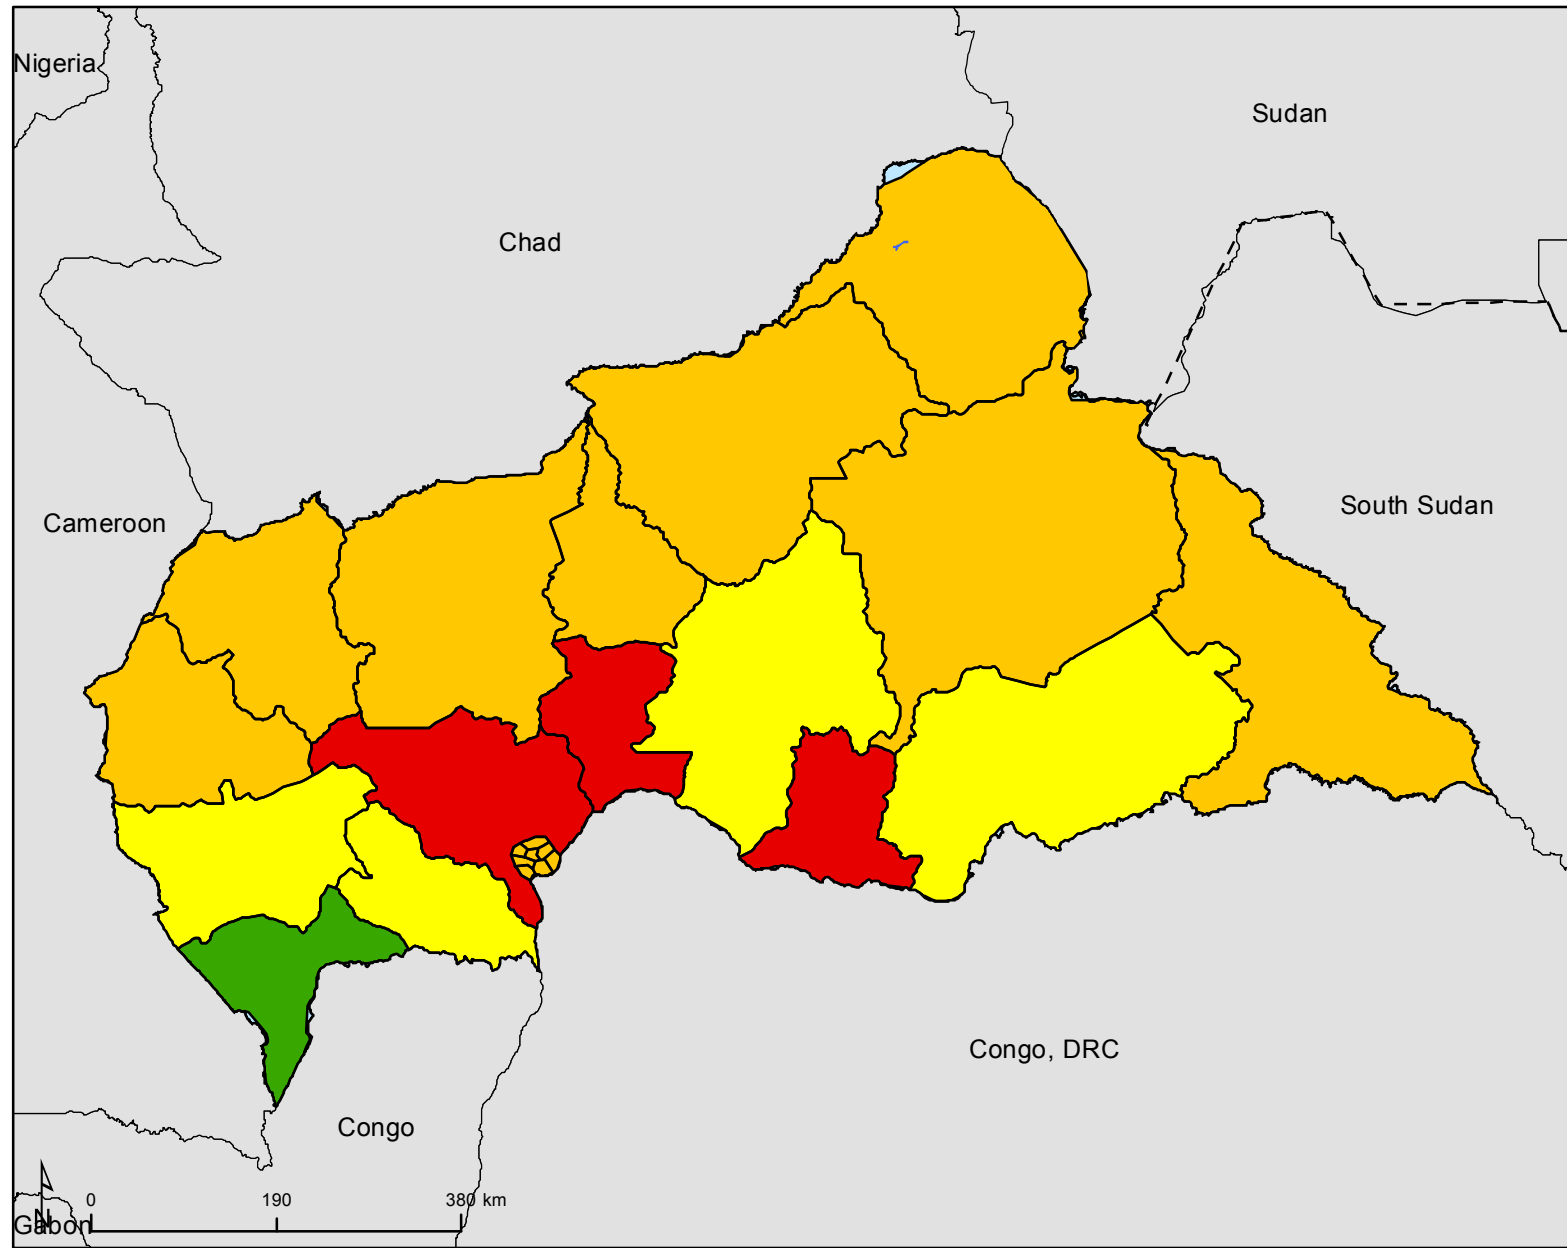 Nigeria
Sudan
Chad
South Sudan
Cameroon
Congo, DRC
Congo
0 190 380 km
N
Gabon